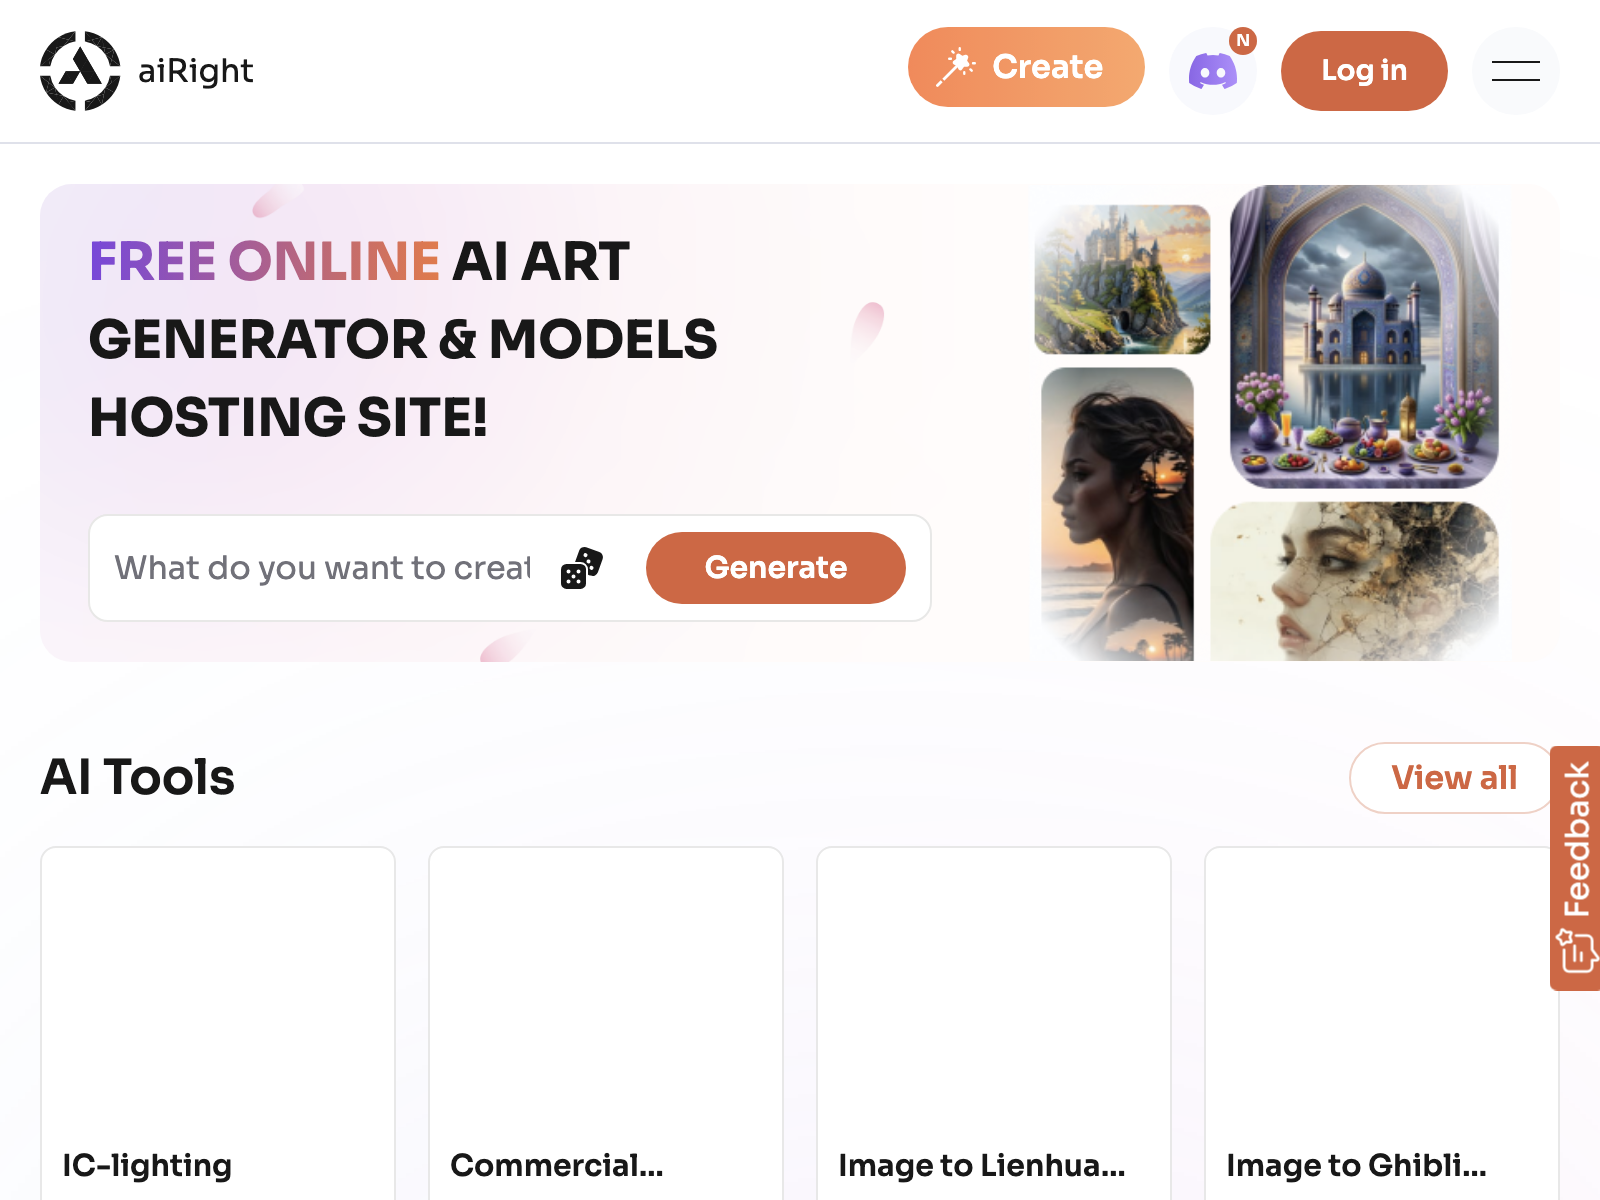 aiRight
Create
N
Log in
FREE ONLINE AI ART
GENERATOR & MODELS
HOSTING SITE!
What do you want to creat
Generate
AI Tools
View all
Feedback
IC-lighting
Commercial...
Image to Lienhua...
Image to Ghibli...